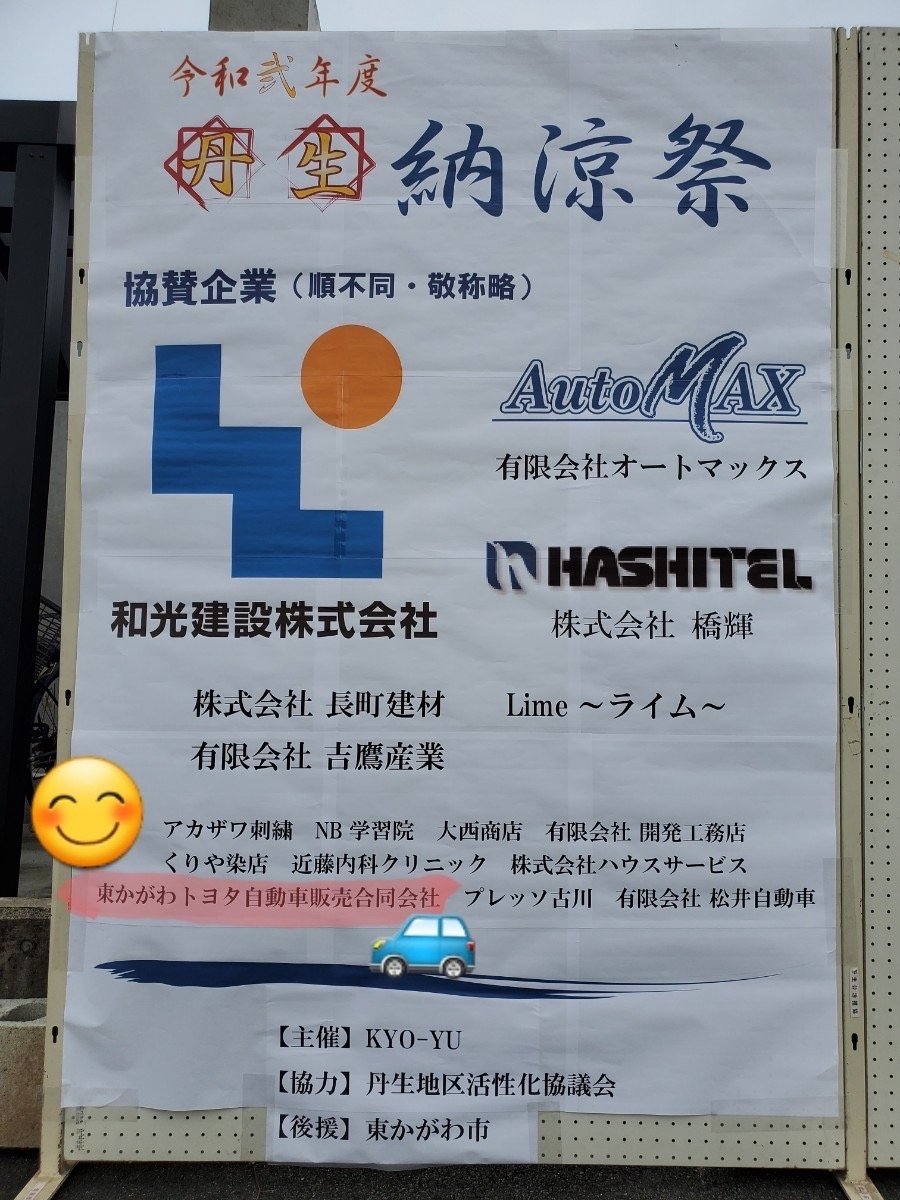 令和弐年度
丹生 納涼祭
協賛企業（順不同・敬称略）
AutoMAX
有限会社オートマックス
和光建設株式会社
HASHITEL
株式会社 橋輝
株式会社 長町建材 Lime ～ライム～
有限会社 吉鷹産業
アカザワ刺繍 NB 学習院 大西商店 有限会社 開発工務店
くりや染店 近藤内科クリニック 株式会社ハウスサービス
東かがわトヨタ自動車販売合同会社 プレッソ古川 有限会社 松井自動車
【主催】KYO-YU
【協力】丹生地区活性化協議会
【後援】東かがわ市